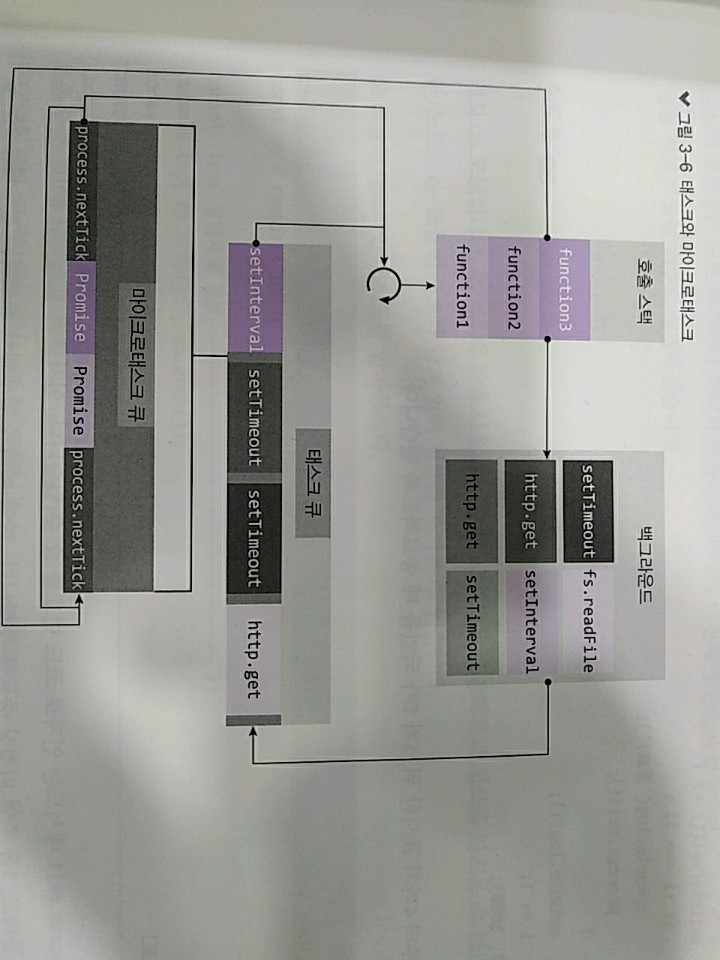 그림 3-6 태스크와 마이크로태스크
호출 스택
function3
function2
function1
백그라운드
setTimeout fs.readFile
http.get setInterval
http.get setTimeout
태스크 큐
setInterval setTimeout setTimeout http.get
마이크로태스크 큐
process.nextTick Promise Promise process.nextTick